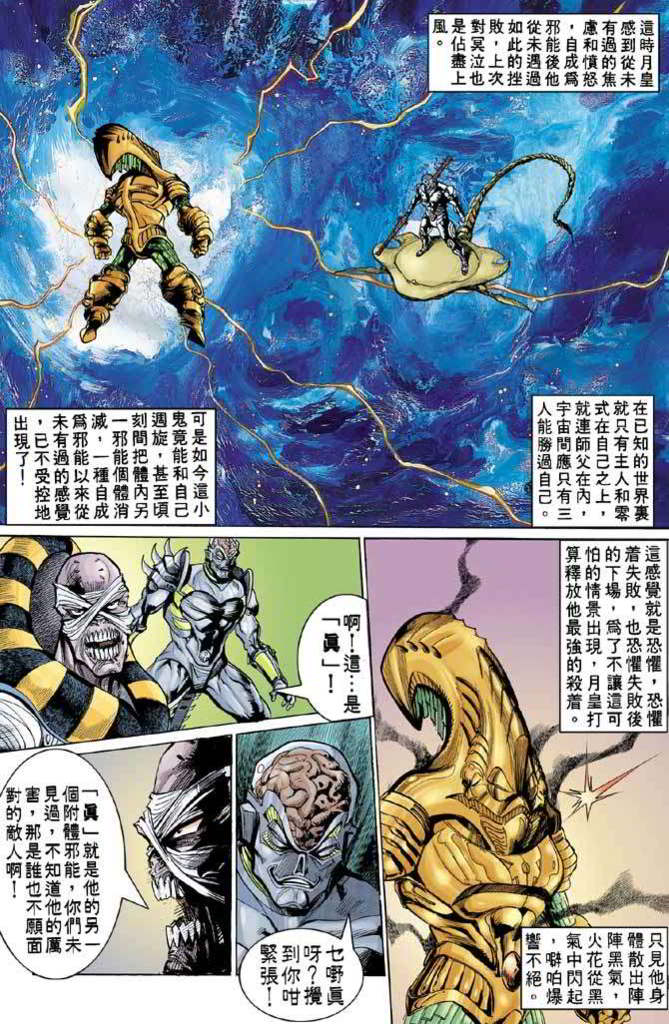 這時月皇
感到從未
有過的焦
慮和憤怒
，自成為
邪能後他
從未遇過
如此的挫
敗，上次
對冥泣也
是佔盡上
風。
在已知的世界裏
就只有主人和零
式在自己之上，
就連師父在內，
宇宙間應只有三
人能勝過自己。
可是如今這小
鬼竟能和自己
週旋，甚至頃
刻間把體內另
一邪能個體消
滅，一種自成
為邪能以來從
未有過的感覺
，已不受控地
出現了！
這感覺就是恐懼，恐懼
着失敗，也恐懼失敗後
的下場，為了不讓這可
怕的情景出現，月皇打
算釋放他最強的殺着。
啊！這…是
「眞」！
「眞」就是他的另一
個附體邪能，你們未
見過，不知道他的厲
害，那是誰也不願面
對的敵人啊！
乜嘢眞
呀？攪
到你咁
緊張！
只見他身
體散出陣
陣黑氣，
火花從黑
氣中閃起
，噼啪爆
響不絕。